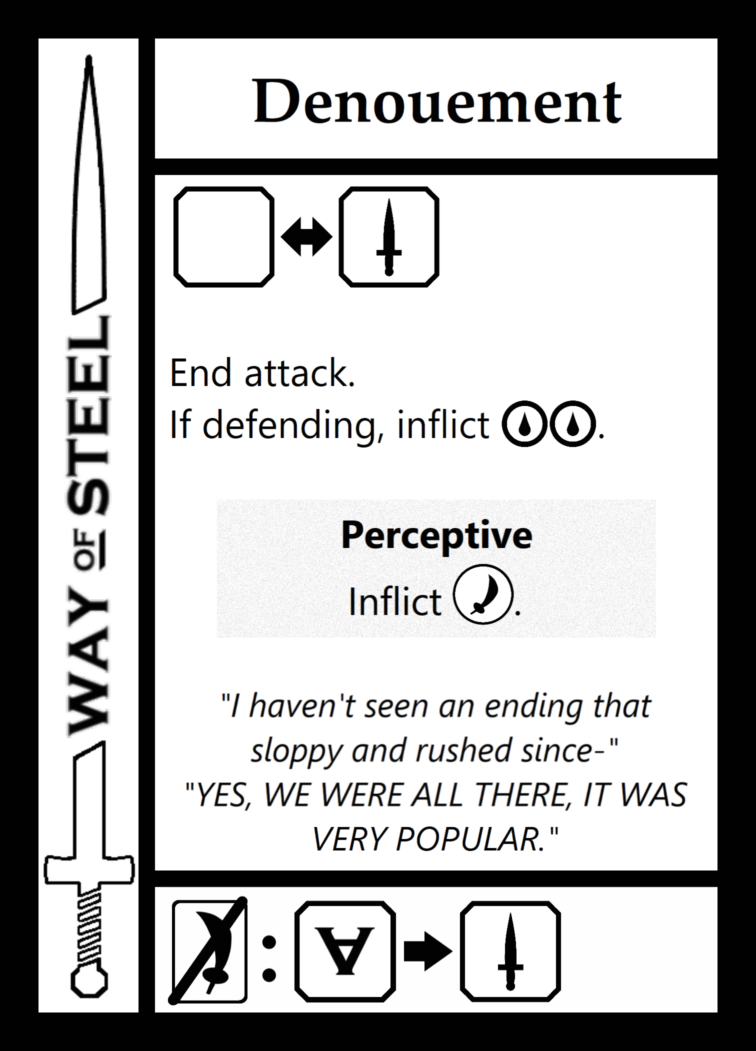 Denouement
WAY OF STEEL
End attack.
If defending, inflict .
Perceptive
Inflict .
"I haven't seen an ending that
sloppy and rushed since-"
"YES, WE WERE ALL THERE, IT WAS
VERY POPULAR."
: ∀